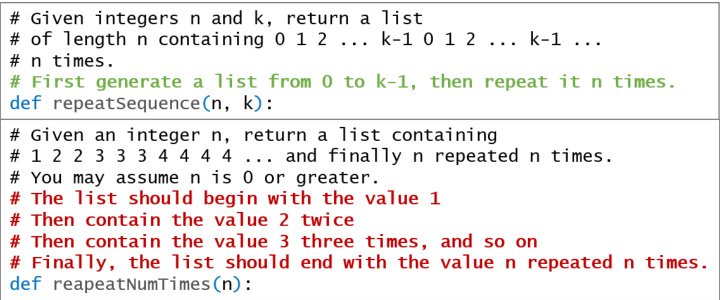 # Given integers n and k, return a list
# of length n containing 0 1 2 ... k-1 0 1 2 ... k-1 ...
# n times.
# First generate a list from 0 to k-1, then repeat it n times.
def repeatSequence(n, k):
# Given an integer n, return a list containing
# 1 2 2 3 3 3 4 4 4 4 ... and finally n repeated n times.
# You may assume n is 0 or greater.
# The list should begin with the value 1
# Then contain the value 2 twice
# Then contain the value 3 three times, and so on
# Finally, the list should end with the value n repeated n times.
def reapeatNumTimes(n):